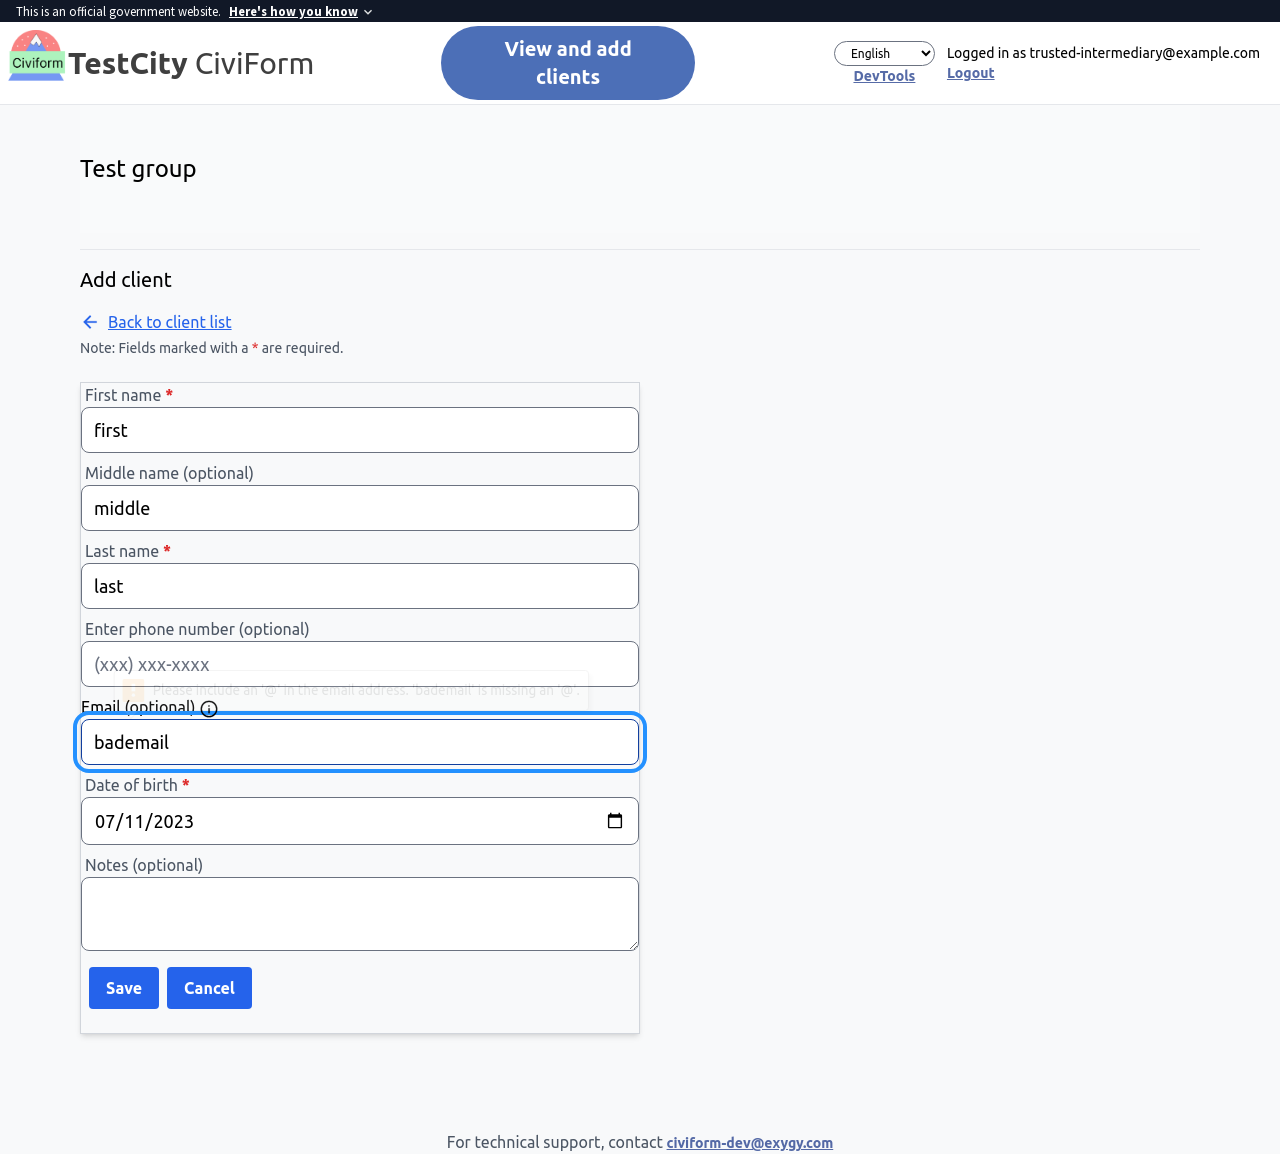 This is an official government website. Here's how you know
Civiform
TestCity CiviForm
View and add
clients
English
DevTools
Logged in as trusted-intermediary@example.com
Logout
Test group
Add client
Back to client list
Note: Fields marked with a * are required.
First name *
first
Middle name (optional)
middle
Last name *
last
Enter phone number (optional)
(xxx) xxx-xxxx
Please include an '@' in the email address. 'bademail' is missing an '@'.
Email (optional)
bademail
Date of birth *
07/11/2023
Notes (optional)
Save
Cancel
For technical support, contact civiform-dev@exygy.com